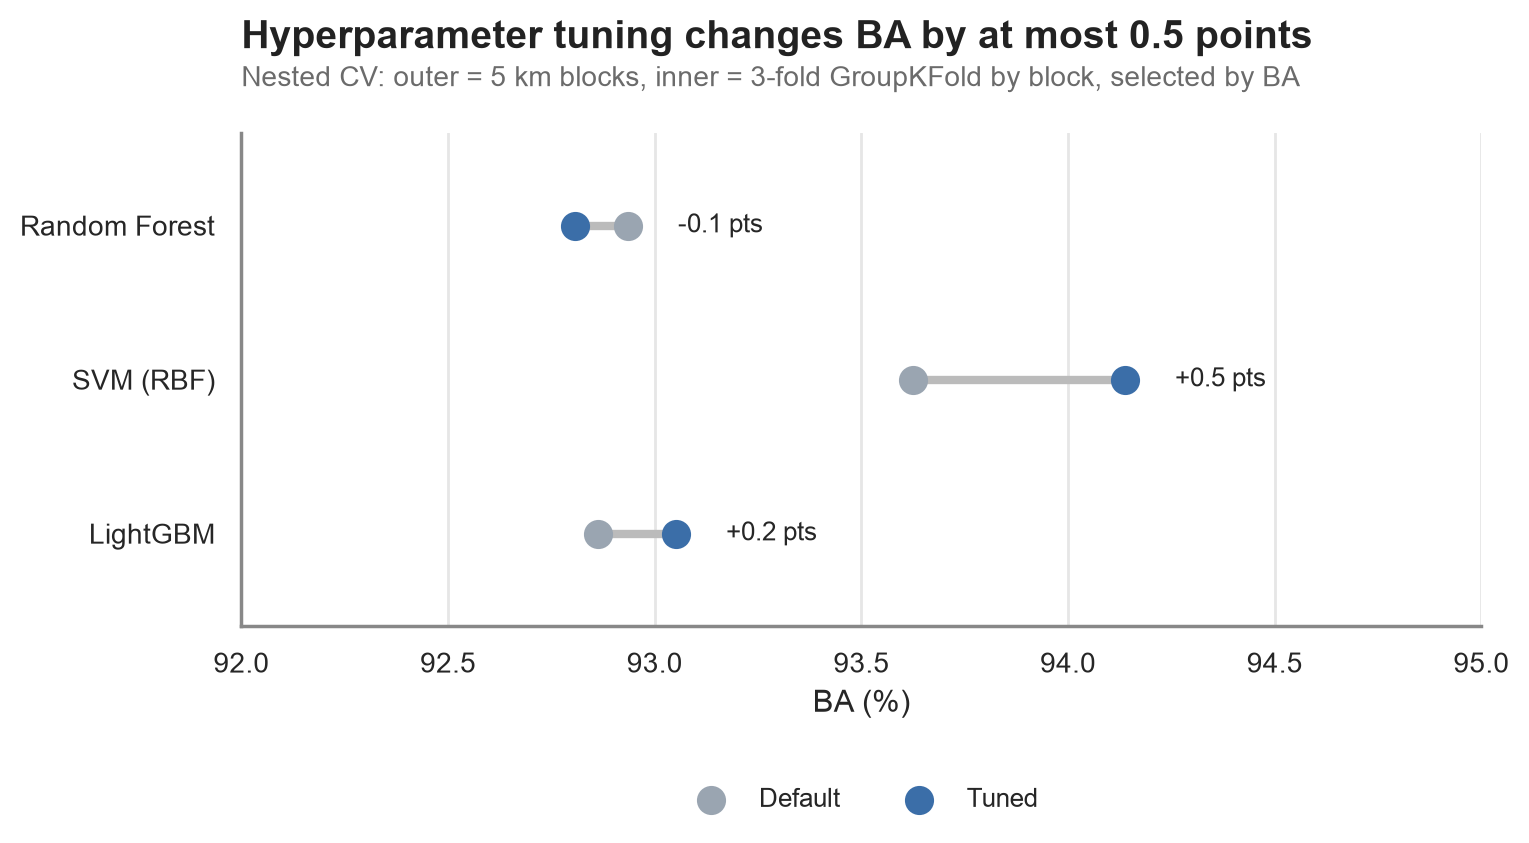 Hyperparameter tuning changes BA by at most 0.5 points
Nested CV: outer = 5 km blocks, inner = 3-fold GroupKFold by block, selected by BA
Random Forest
-0.1 pts
SVM (RBF)
+0.5 pts
LightGBM
+0.2 pts
92.0 92.5 93.0 93.5 94.0 94.5 95.0
BA (%)
Default Tuned